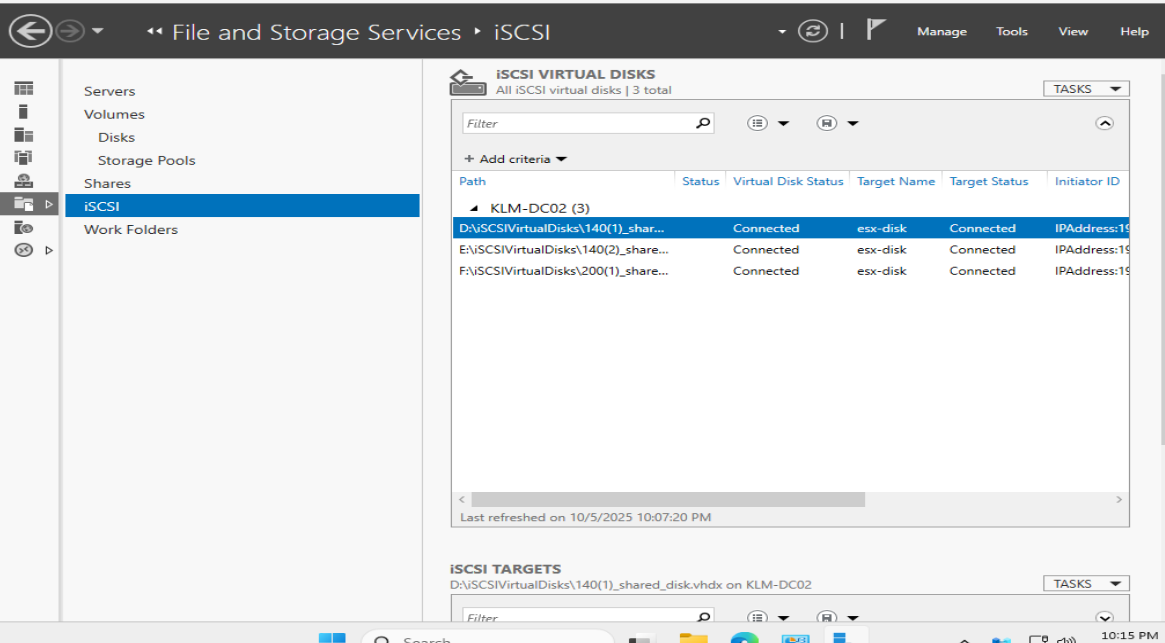 File and Storage Services iSCSI
Manage Tools View Help
Servers
Volumes
Disks
Storage Pools
Shares
iSCSI
Work Folders
iSCSI VIRTUAL DISKS
All iSCSI virtual disks | 3 total
TASKS
Filter
+ Add criteria
Path Status Virtual Disk Status Target Name Target Status Initiator ID
KLM-DC02 (3)
D:\iSCSIVirtualDisks\140(1)_shar... Connected esx-disk Connected IPAddress:19
E:\iSCSIVirtualDisks\140(2)_share... Connected esx-disk Connected IPAddress:19
F:\iSCSIVirtualDisks\200(1)_share... Connected esx-disk Connected IPAddress:19
Last refreshed on 10/5/2025 10:07:20 PM
iSCSI TARGETS
D:\iSCSIVirtualDisks\140(1)_shared_disk.vhdx on KLM-DC02
TASKS
Filter
Search
10:15 PM